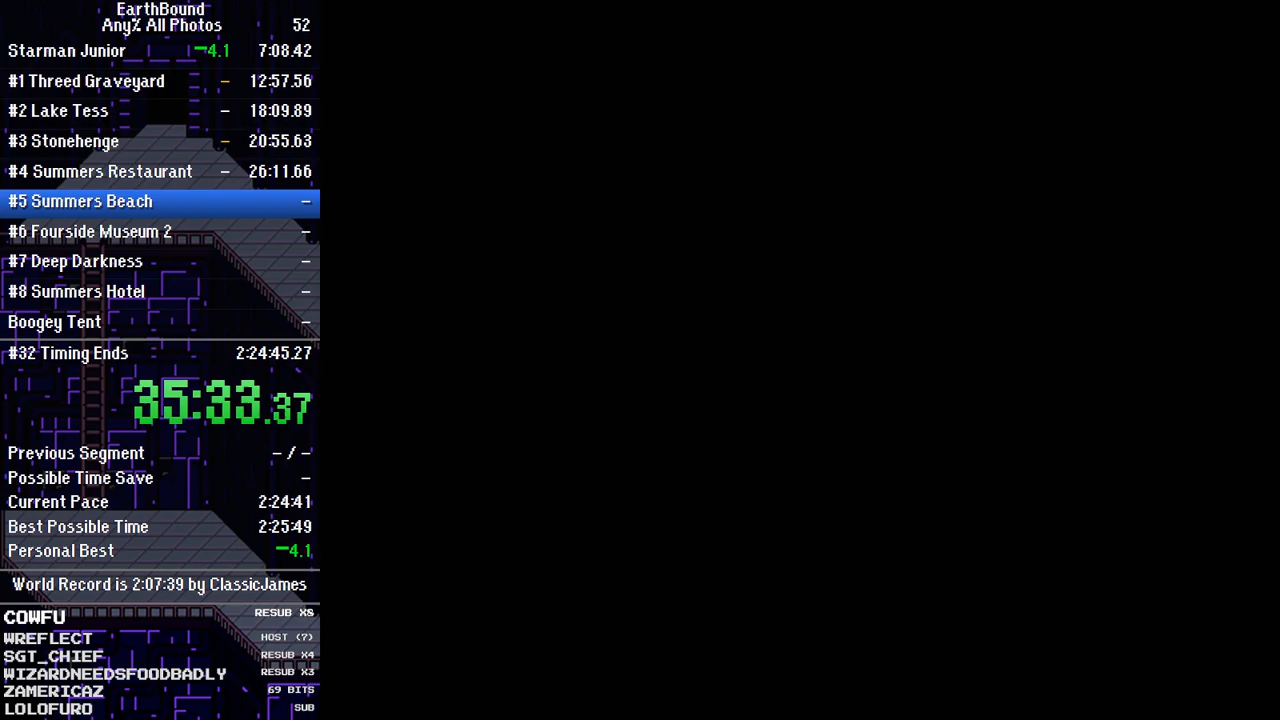 EarthBound
Any% All Photos 52
Starman Junior −4.1 7:08.42
#1 Threed Graveyard – 12:57.56
#2 Lake Tess – 18:09.89
#3 Stonehenge – 20:55.63
#4 Summers Restaurant – 26:11.66
#5 Summers Beach –
#6 Fourside Museum 2 –
#7 Deep Darkness –
#8 Summers Hotel –
Boogey Tent –
#32 Timing Ends 2:24:45.27
35:33.37
Previous Segment – / –
Possible Time Save –
Current Pace 2:24:41
Best Possible Time 2:25:49
Personal Best −4.1
World Record is 2:07:39 by ClassicJames
COWFU RESUB X8
WREFLECT HOST (7)
SGT_CHIEF RESUB X4
WIZARDNEEDSFOODBADLY RESUB X3
ZAMERICAZ 69 BITS
LOLOFURO SUB